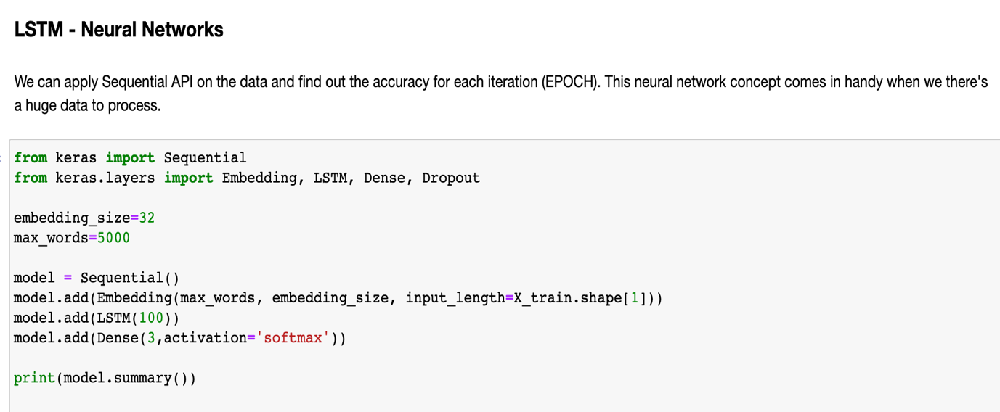 LSTM - Neural Networks
We can apply Sequential API on the data and find out the accuracy for each iteration (EPOCH). This neural network concept comes in handy when we there's
a huge data to process.
from keras import Sequential
from keras.layers import Embedding, LSTM, Dense, Dropout
embedding_size=32
max_words=5000
model = Sequential()
model.add(Embedding(max_words, embedding_size, input_length=X_train.shape[1]))
model.add(LSTM(100))
model.add(Dense(3,activation='softmax'))
print(model.summary())